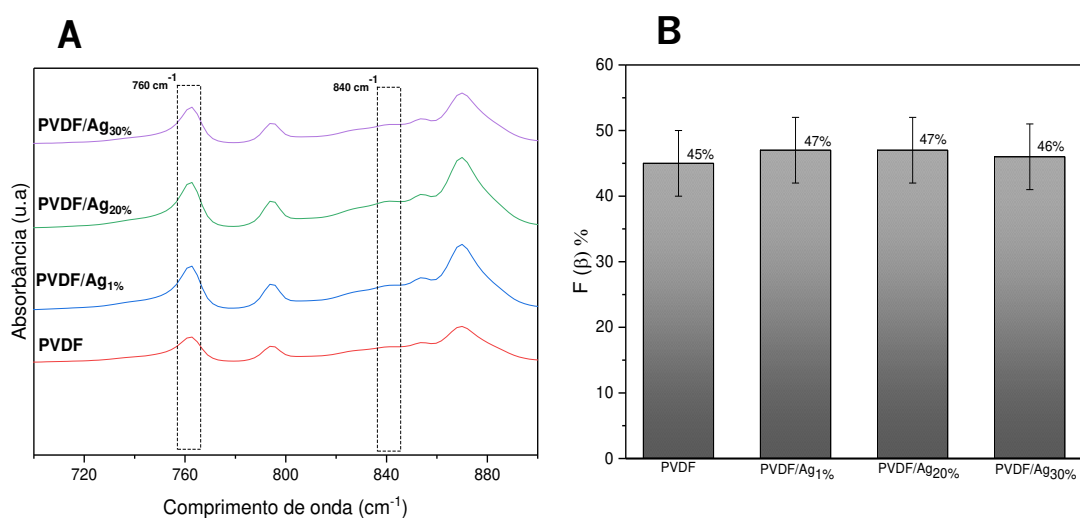 A
760 cm⁻¹
840 cm⁻¹
PVDF/Ag30%
PVDF/Ag20%
PVDF/Ag1%
PVDF
Absorbância (u.a)
720 760 800 840 880
Comprimento de onda (cm⁻¹)
B
60
50
40
30
20
10
0
F (β) %
45% 47% 47% 46%
PVDF PVDF/Ag1% PVDF/Ag20% PVDF/Ag30%